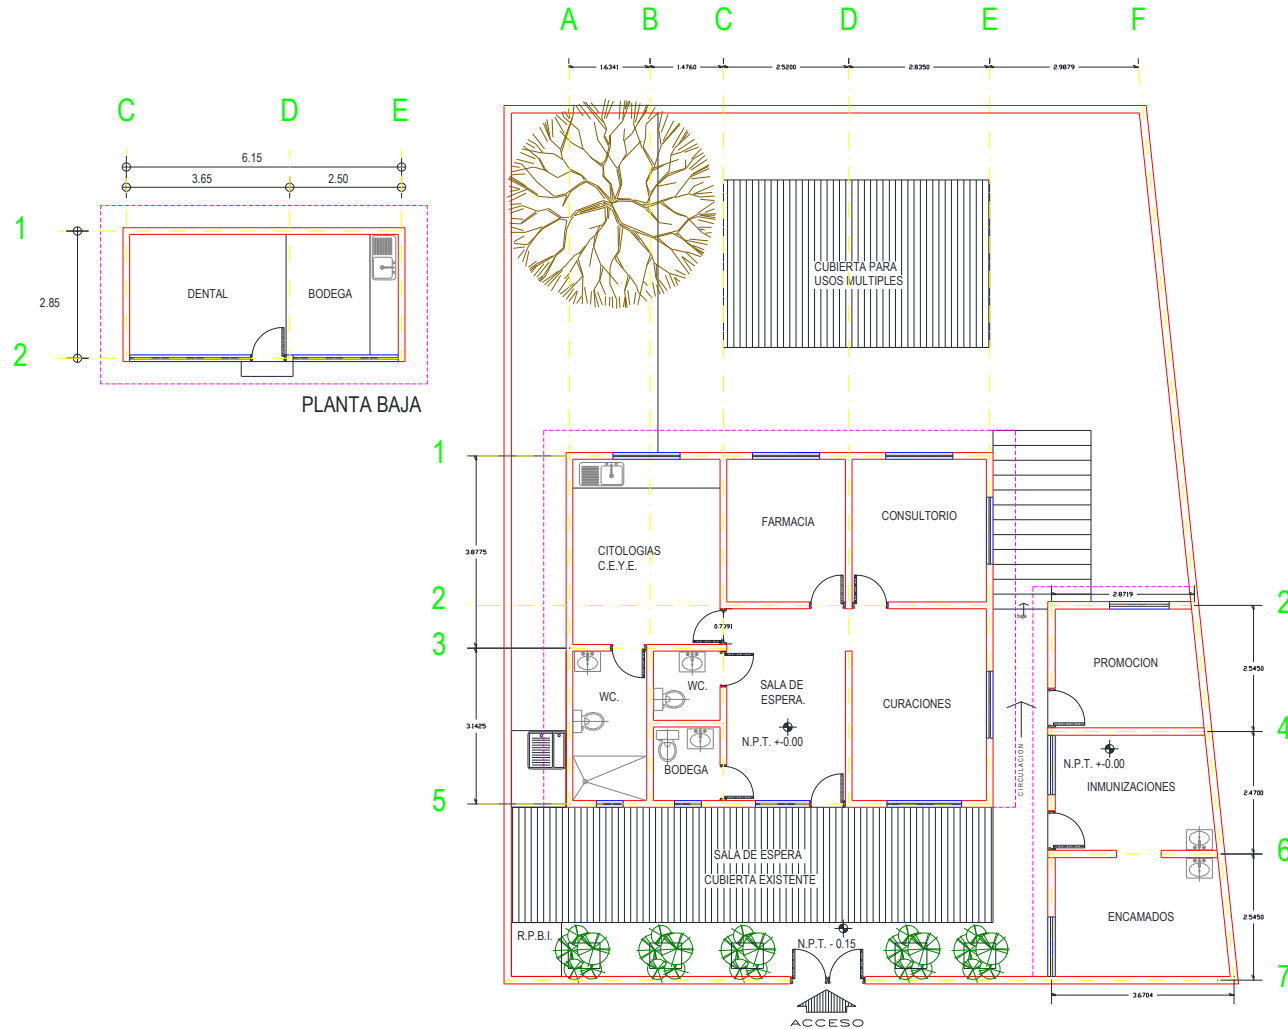 A B C D E F
1.6341 1.4760 2.5200 2.8350 2.9879
C D E
6.15
3.65 2.50
1
2.85
DENTAL BODEGA
2
PLANTA BAJA
CUBIERTA PARA
USOS MULTIPLES
1
FARMACIA
CONSULTORIO
3.8775
CITOLOGIAS
C.E.Y.E.
2
2.8719
2
0.7391
3
PROMOCION
2.5450
WC.
WC.
SALA DE
ESPERA.
CURACIONES
3.1425
N.P.T. +-0.00
4
BODEGA
CIRCULACION
N.P.T. +-0.00
INMUNIZACIONES
2.4700
5
SALA DE ESPERA
CUBIERTA EXISTENTE
6
ENCAMADOS
2.5450
R.P.B.I.
N.P.T. - 0.15
7
3.6704
ACCESO